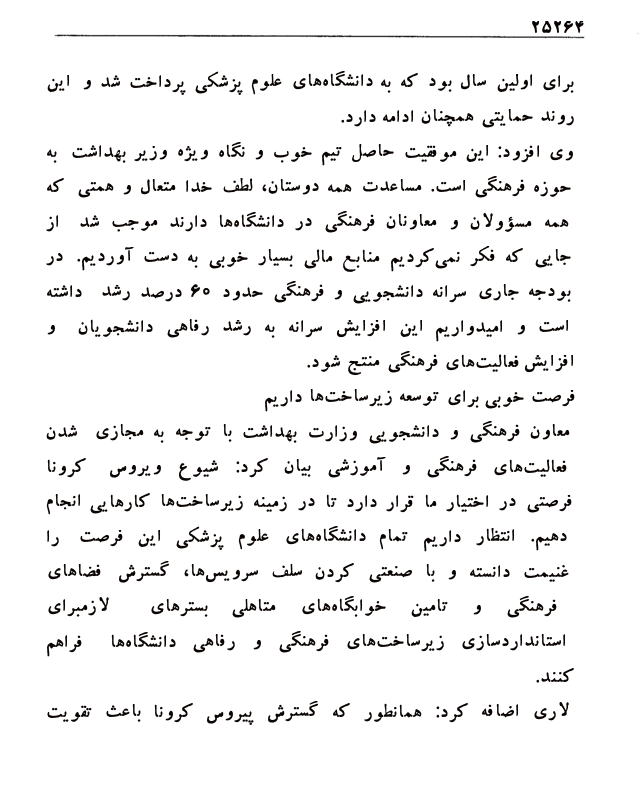 ۲۵۲۶۴
برای اولین سال بود که به دانشگاه‌های علوم پزشکی پرداخت شد و این
روند حمایتی همچنان ادامه دارد.
وی افزود: این موفقیت حاصل تیم خوب و نگاه ویژه وزیر بهداشت به
حوزه فرهنگی است. مساعدت همه دوستان، لطف خدا متعال و همتی که
همه مسؤولان و معاونان فرهنگی در دانشگاه‌ها دارند موجب شد از
جایی که فکر نمی‌کردیم منابع مالی بسیار خوبی به دست آوردیم. در
بودجه جاری سرانه دانشجویی و فرهنگی حدود ۶۰ درصد رشد داشته
است و امیدواریم این افزایش سرانه به رشد رفاهی دانشجویان و
افزایش فعالیت‌های فرهنگی منتج شود.
فرصت خوبی برای توسعه زیرساخت‌ها داریم
معاون فرهنگی و دانشجویی وزارت بهداشت با توجه به مجازی شدن
فعالیت‌های فرهنگی و آموزشی بیان کرد: شیوع ویروس کرونا
فرصتی در اختیار ما قرار دارد تا در زمینه زیرساخت‌ها کارهایی انجام
دهیم. انتظار داریم تمام دانشگاه‌های علوم پزشکی این فرصت را
غنیمت دانسته و با صنعتی کردن سلف سرویس‌ها، گسترش فضاهای
فرهنگی و تامین خوابگاه‌های متاهلی بسترهای لازمبرای
استانداردسازی زیرساخت‌های فرهنگی و رفاهی دانشگاه‌ها فراهم
کنند.
لاری اضافه کرد: همانطور که گسترش پیروس کرونا باعث تقویت